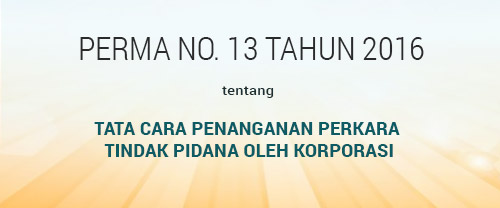 PERMA NO. 13 TAHUN 2016
tentang
TATA CARA PENANGANAN PERKARA
TINDAK PIDANA OLEH KORPORASI